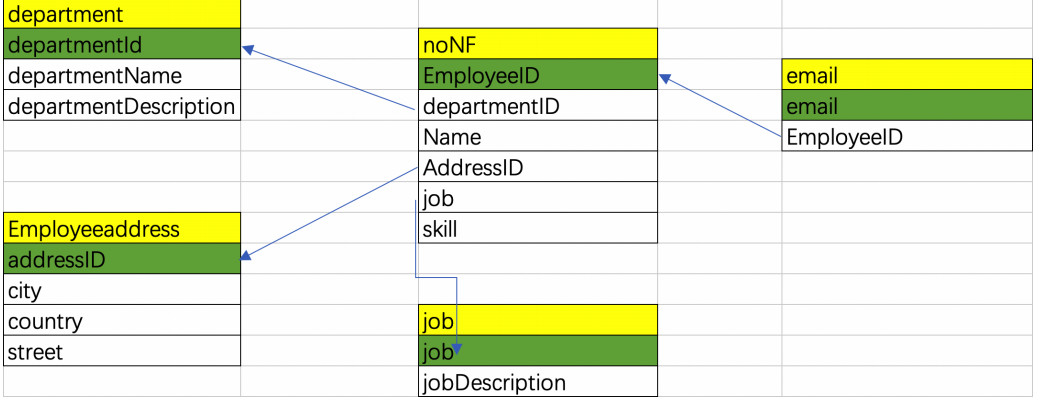 department
departmentId
departmentName
departmentDescription
noNF
EmployeeID
departmentID
Name
AddressID
job
skill
email
email
EmployeeID
Employeeaddress
addressID
city
country
street
job
job
jobDescription